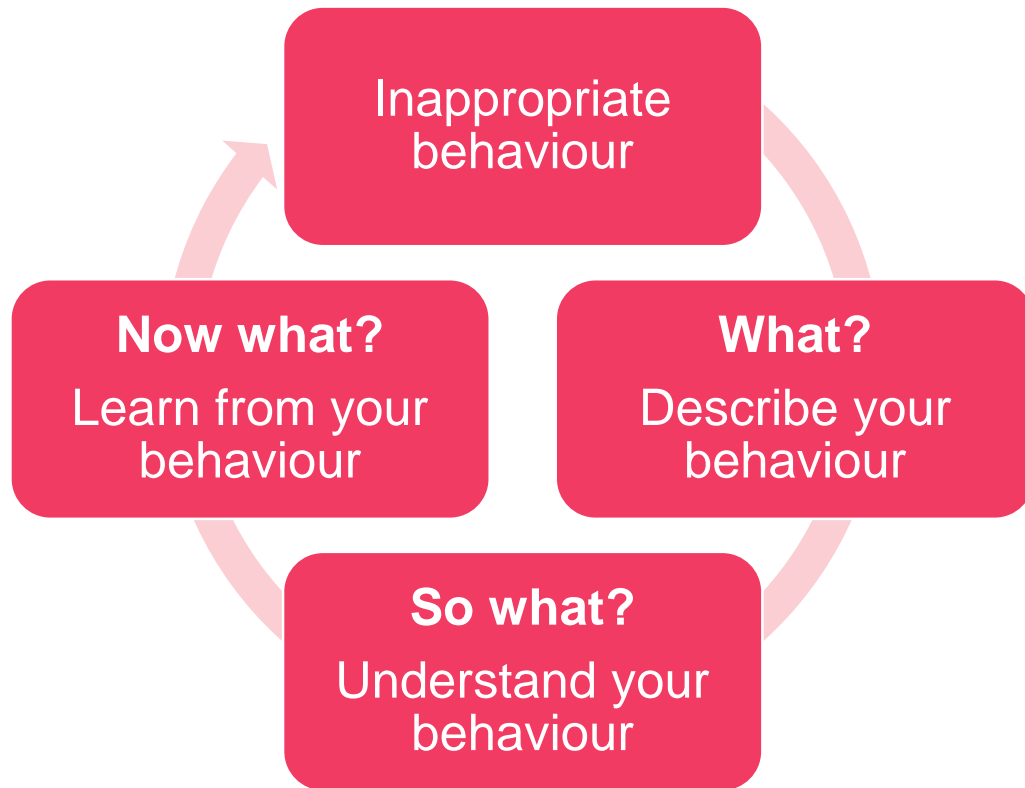 Inappropriate
behaviour
What?
Describe your
behaviour
So what?
Understand your
behaviour
Now what?
Learn from your
behaviour